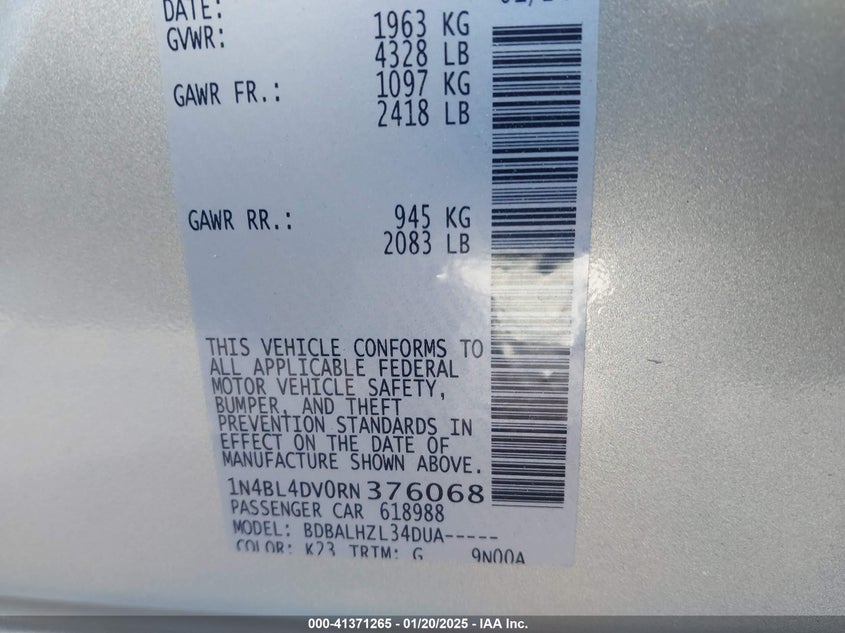 DATE:
GVWR: 1963 KG
4328 LB
GAWR FR.: 1097 KG
2418 LB
GAWR RR.: 945 KG
2083 LB
THIS VEHICLE CONFORMS TO
ALL APPLICABLE FEDERAL
MOTOR VEHICLE SAFETY,
BUMPER, AND THEFT
PREVENTION STANDARDS IN
EFFECT ON THE DATE OF
MANUFACTURE SHOWN ABOVE.
1N4BL4DV0RN376068
PASSENGER CAR 618988
MODEL: BDBALHZL34DUA-----
COLOR: K23 TRIM: G 9N00A
000-41371265 - 01/20/2025 - IAA Inc.